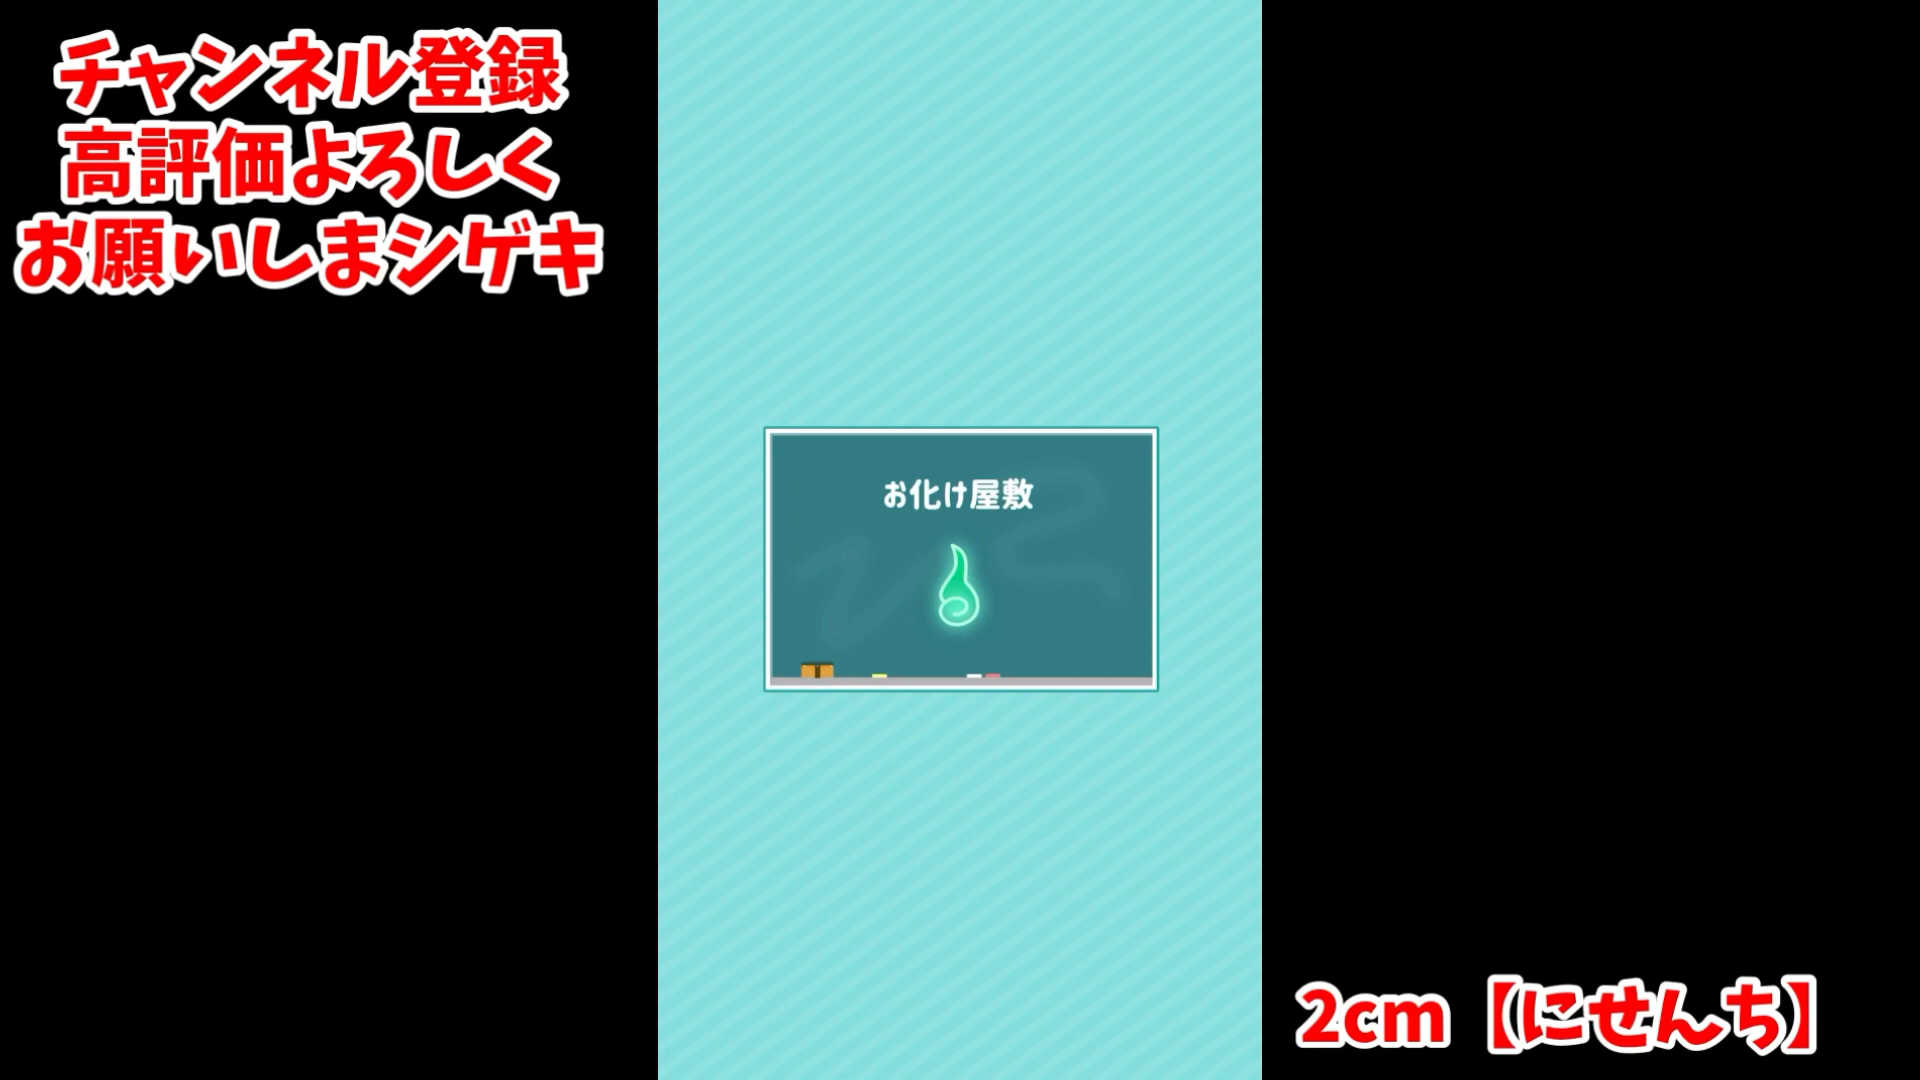 チャンネル登録
高評価よろしく
お願いしまシゲキ
お化け屋敷
2cm【にせんち】